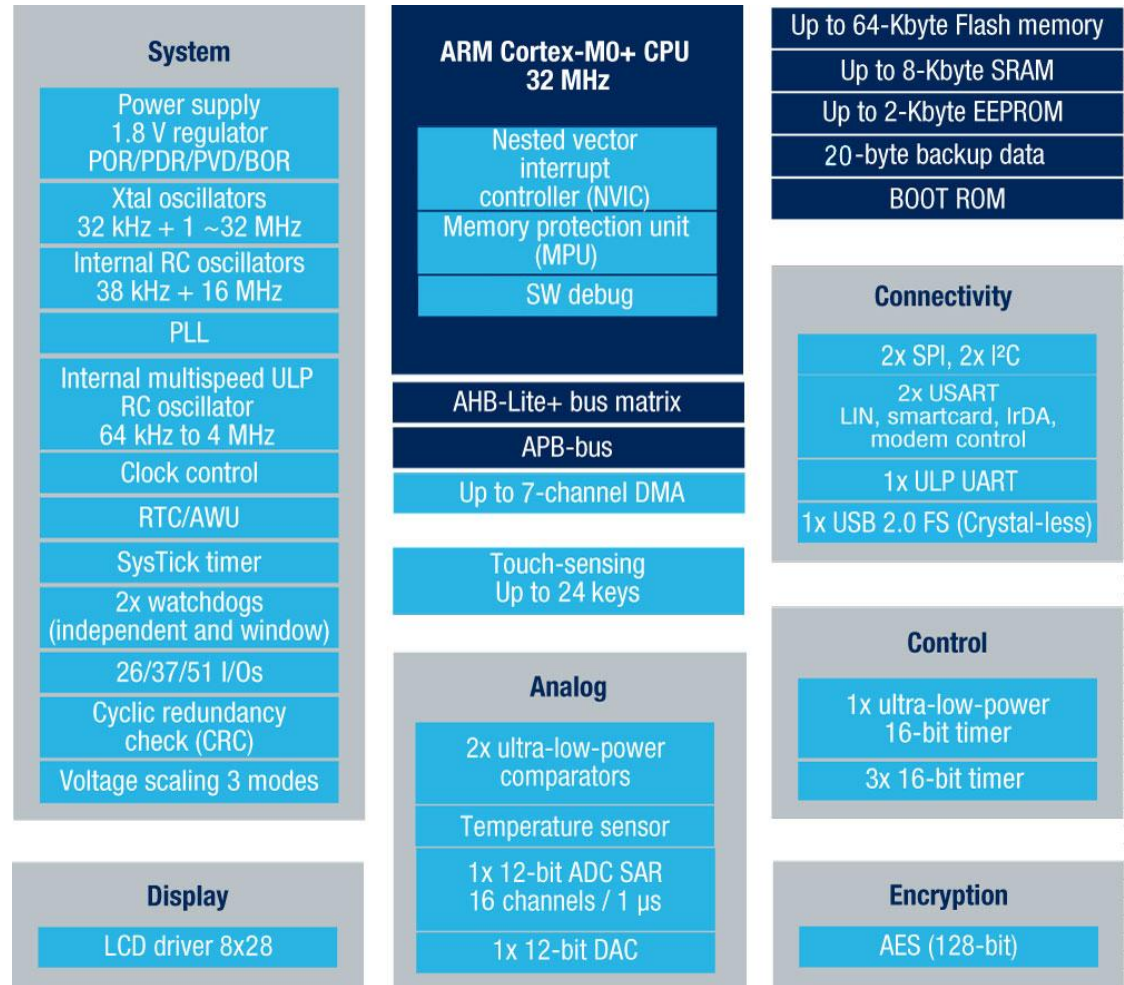 System
Power supply
1.8 V regulator
POR/PDR/PVD/BOR
Xtal oscillators
32 kHz + 1 ~32 MHz
Internal RC oscillators
38 kHz + 16 MHz
PLL
Internal multispeed ULP
RC oscillator
64 kHz to 4 MHz
Clock control
RTC/AWU
SysTick timer
2x watchdogs
(independent and window)
26/37/51 I/Os
Cyclic redundancy
check (CRC)
Voltage scaling 3 modes
Display
LCD driver 8x28
ARM Cortex-M0+ CPU
32 MHz
Nested vector
interrupt
controller (NVIC)
Memory protection unit
(MPU)
SW debug
AHB-Lite+ bus matrix
APB-bus
Up to 7-channel DMA
Touch-sensing
Up to 24 keys
Analog
2x ultra-low-power
comparators
Temperature sensor
1x 12-bit ADC SAR
16 channels / 1 µs
1x 12-bit DAC
Up to 64-Kbyte Flash memory
Up to 8-Kbyte SRAM
Up to 2-Kbyte EEPROM
20-byte backup data
BOOT ROM
Connectivity
2x SPI, 2x I²C
2x USART
LIN, smartcard, IrDA,
modem control
1x ULP UART
1x USB 2.0 FS (Crystal-less)
Control
1x ultra-low-power
16-bit timer
3x 16-bit timer
Encryption
AES (128-bit)